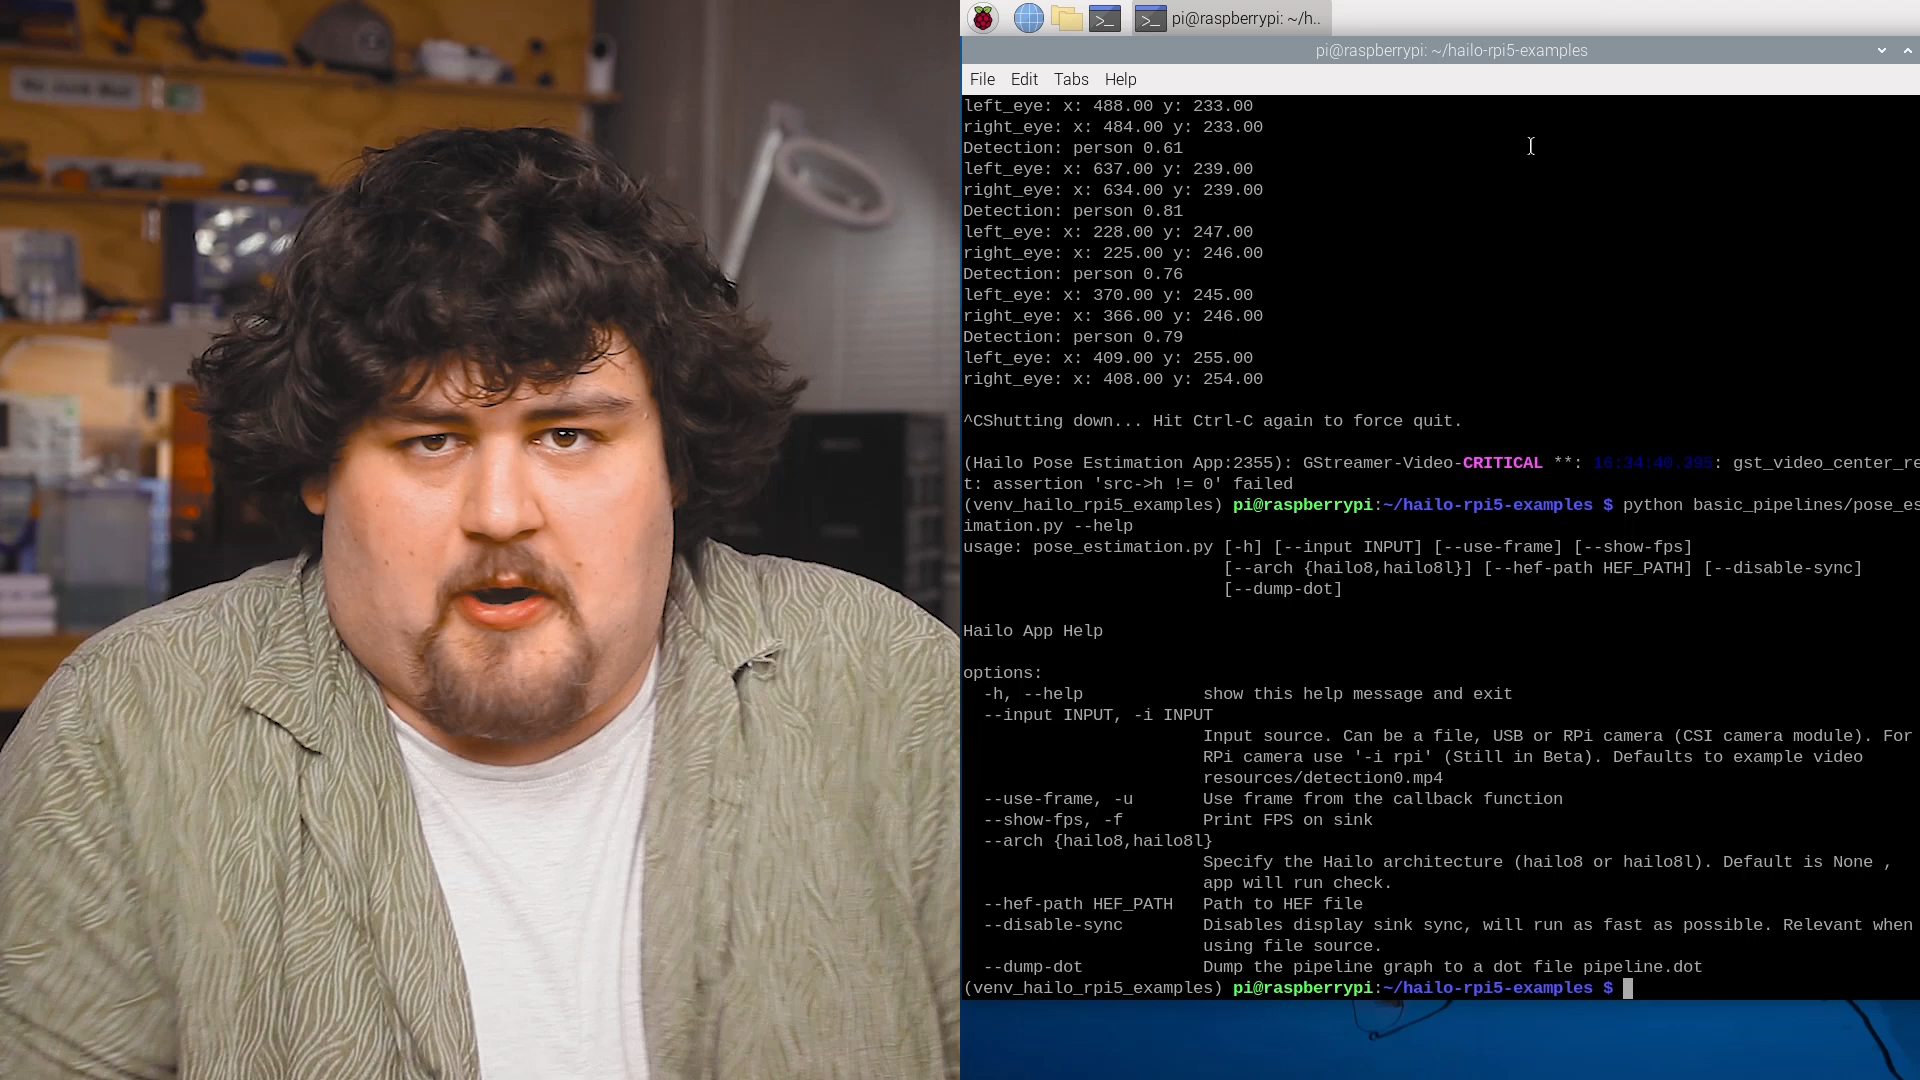 pi@raspberrypi: ~/h..
pi@raspberrypi: ~/hailo-rpi5-examples
File Edit Tabs Help
left_eye: x: 488.00 y: 233.00
right_eye: x: 484.00 y: 233.00
Detection: person 0.61
left_eye: x: 637.00 y: 239.00
right_eye: x: 634.00 y: 239.00
Detection: person 0.81
left_eye: x: 228.00 y: 247.00
right_eye: x: 225.00 y: 246.00
Detection: person 0.76
left_eye: x: 370.00 y: 245.00
right_eye: x: 366.00 y: 246.00
Detection: person 0.79
left_eye: x: 409.00 y: 255.00
right_eye: x: 408.00 y: 254.00
^CShutting down... Hit Ctrl-C again to force quit.
(Hailo Pose Estimation App:2355): GStreamer-Video-CRITICAL **: 16:34:40.395: gst_video_center_re
t: assertion 'src->h != 0' failed
(venv_hailo_rpi5_examples) pi@raspberrypi:~/hailo-rpi5-examples $ python basic_pipelines/pose_es
imation.py --help
usage: pose_estimation.py [-h] [--input INPUT] [--use-frame] [--show-fps]
[--arch {hailo8,hailo8l}] [--hef-path HEF_PATH] [--disable-sync]
[--dump-dot]
Hailo App Help
options:
-h, --help show this help message and exit
--input INPUT, -i INPUT
Input source. Can be a file, USB or RPi camera (CSI camera module). For
RPi camera use '-i rpi' (Still in Beta). Defaults to example video
resources/detection0.mp4
--use-frame, -u Use frame from the callback function
--show-fps, -f Print FPS on sink
--arch {hailo8,hailo8l}
Specify the Hailo architecture (hailo8 or hailo8l). Default is None ,
app will run check.
--hef-path HEF_PATH Path to HEF file
--disable-sync Disables display sink sync, will run as fast as possible. Relevant when
using file source.
--dump-dot Dump the pipeline graph to a dot file pipeline.dot
(venv_hailo_rpi5_examples) pi@raspberrypi:~/hailo-rpi5-examples $